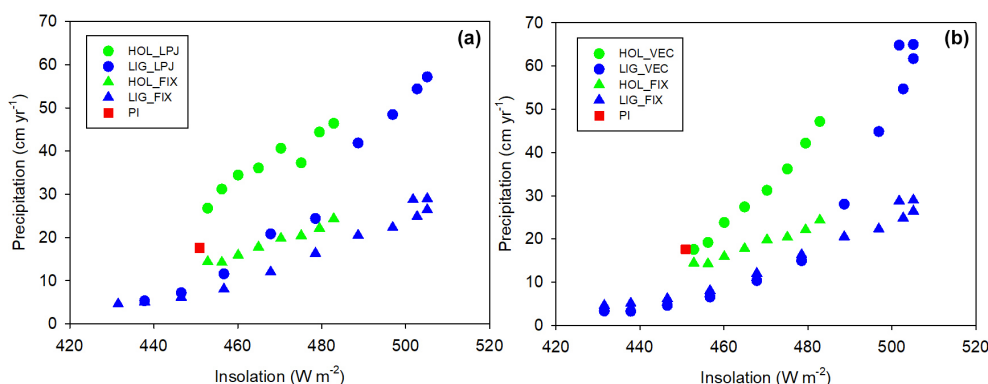 (a)
70
60
50
40
30
20
10
0
Precipitation (cm yr⁻¹)
HOL_LPJ
LIG_LPJ
HOL_FIX
LIG_FIX
PI
420 440 460 480 500 520
Insolation (W m⁻²)
(b)
70
60
50
40
30
20
10
0
Precipitation (cm yr⁻¹)
HOL_VEC
LIG_VEC
HOL_FIX
LIG_FIX
PI
420 440 460 480 500 520
Insolation (W m⁻²)